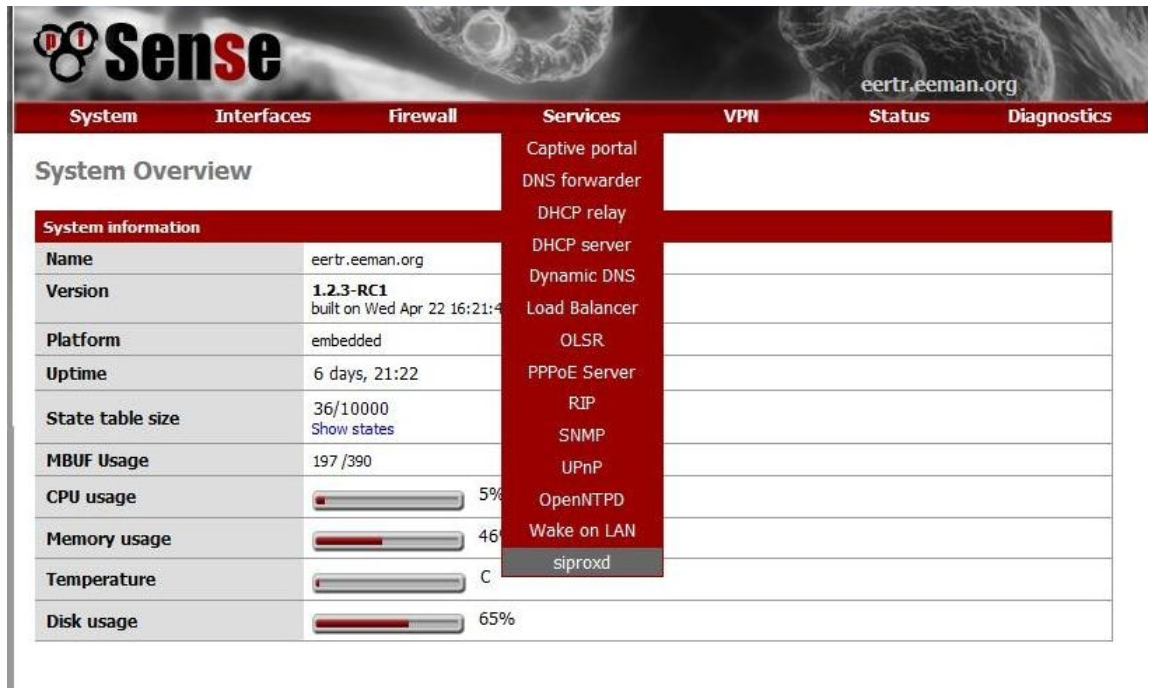 pf Sense
eertr.eeman.org
System Interfaces Firewall Services VPN Status Diagnostics
Captive portal
DNS forwarder
DHCP relay
DHCP server
Dynamic DNS
Load Balancer
OLSR
PPPoE Server
RIP
SNMP
UPnP
OpenNTPD
Wake on LAN
siproxd
System Overview
System information
Name eertr.eeman.org
Version 1.2.3-RC1
built on Wed Apr 22 16:21:4
Platform embedded
Uptime 6 days, 21:22
State table size 36/10000
Show states
MBUF Usage 197 /390
CPU usage 5%
Memory usage 46
Temperature C
Disk usage 65%